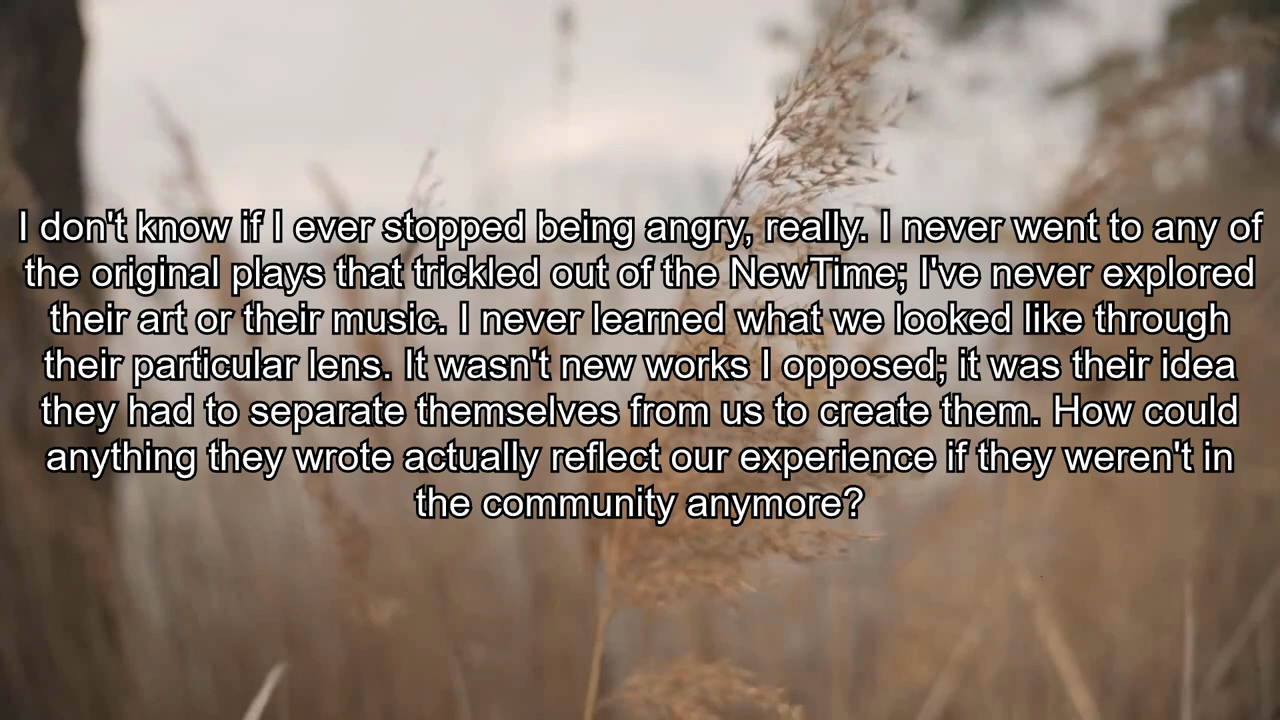 I don't know if I ever stopped being angry, really. I never went to any of
the original plays that trickled out of the NewTime; I've never explored
their art or their music. I never learned what we looked like through
their particular lens. It wasn't new works I opposed; it was their idea
they had to separate themselves from us to create them. How could
anything they wrote actually reflect our experience if they weren't in
the community anymore?